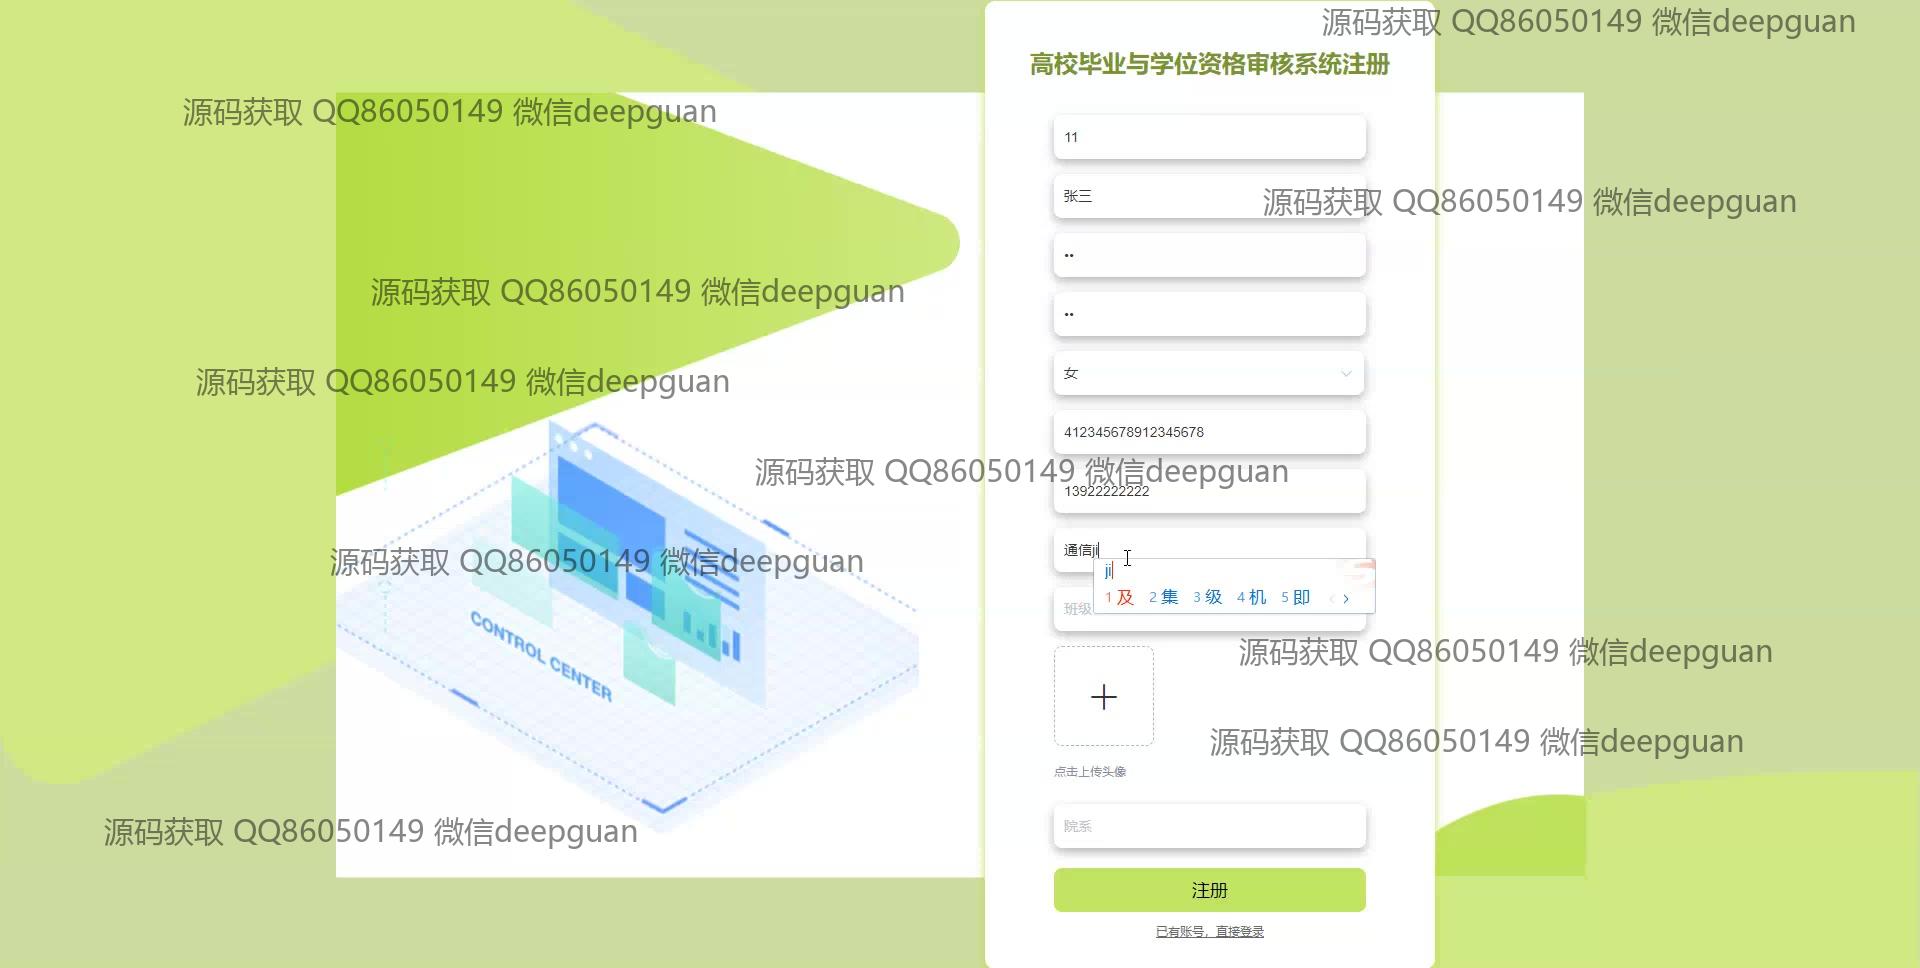 源码获取 QQ86050149 微信deepguan
高校毕业与学位资格审核系统注册
源码获取 QQ86050149 微信deepguan
11
张三
源码获取 QQ86050149 微信deepguan
••
源码获取 QQ86050149 微信deepguan
••
女
源码获取 QQ86050149 微信deepguan
412345678912345678
源码获取 QQ86050149 微信deepguan
13922222222
通信ji
源码获取 QQ86050149 微信deepguan
ji
1 及 2 集 3 级 4 机 5 即
班级
CONTROL CENTER
源码获取 QQ86050149 微信deepguan
源码获取 QQ86050149 微信deepguan
点击上传头像
院系
源码获取 QQ86050149 微信deepguan
注册
已有账号，直接登录